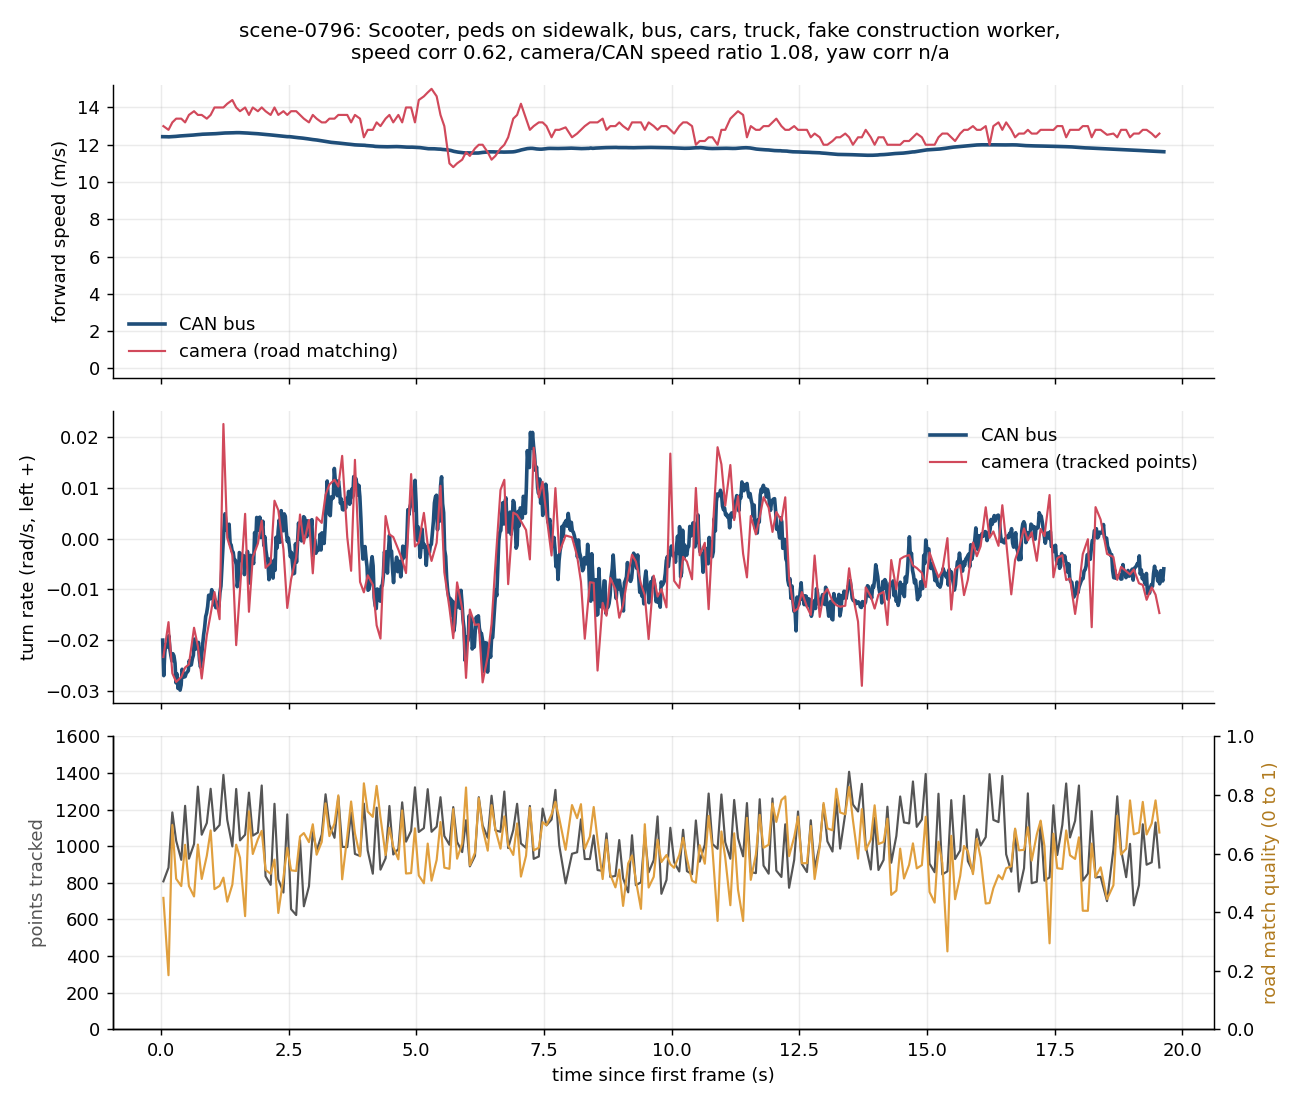 scene-0796: Scooter, peds on sidewalk, bus, cars, truck, fake construction worker,
speed corr 0.62, camera/CAN speed ratio 1.08, yaw corr n/a
forward speed (m/s)
14
12
10
8
6
4
2
0
CAN bus
camera (road matching)
turn rate (rad/s, left +)
0.02
0.01
0.00
−0.01
−0.02
−0.03
CAN bus
camera (tracked points)
points tracked
1600
1400
1200
1000
800
600
400
200
0
1.0
0.8
0.6
0.4
0.2
0.0
road match quality (0 to 1)
0.0 2.5 5.0 7.5 10.0 12.5 15.0 17.5 20.0
time since first frame (s)